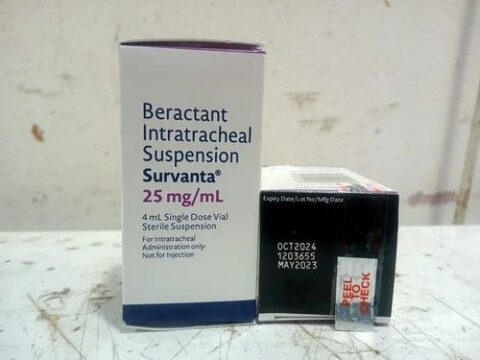 Beractant
Intratracheal
Suspension
Survanta®
25 mg/mL
4 mL Single Dose Vial
Sterile Suspension
For Intratracheal
Administration only-
Not for Injection
Expiry Date/Lot No/Mfg Date
OCT2024
1203655
MAY2023
PEEL
TO
CHECK